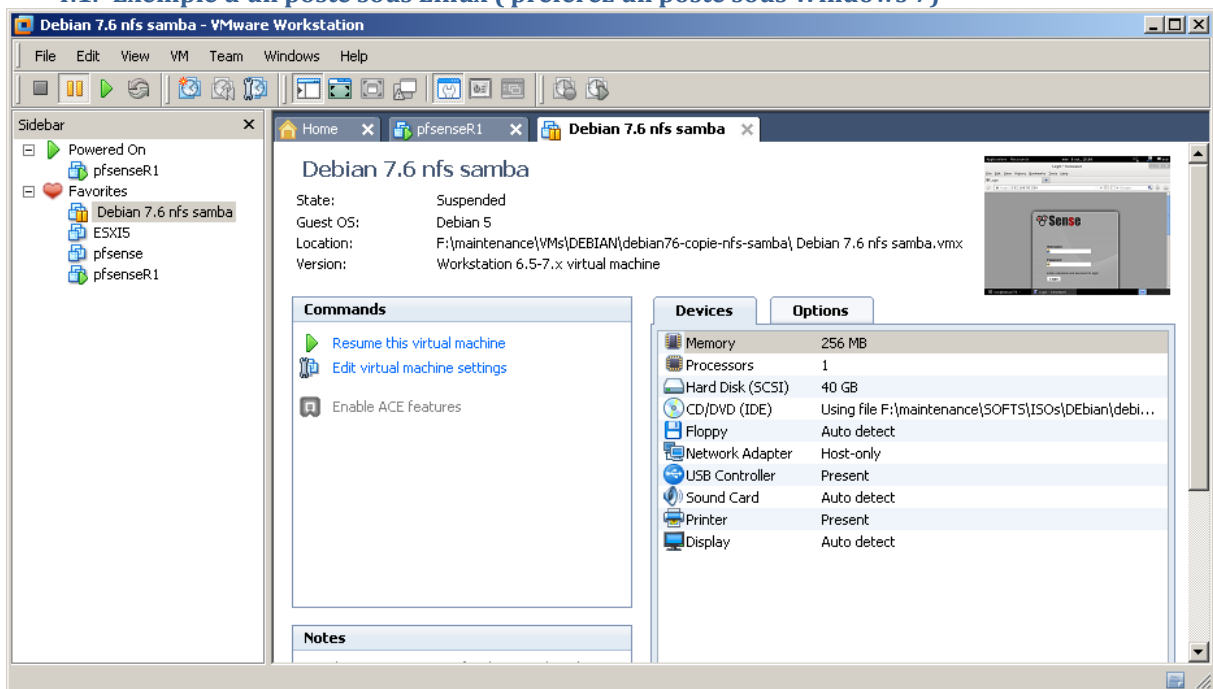 Debian 7.6 nfs samba - VMware Workstation
File Edit View VM Team Windows Help
Sidebar
Powered On
pfsenseR1
Favorites
Debian 7.6 nfs samba
ESXI5
pfsense
pfsenseR1
Home pfsenseR1 Debian 7.6 nfs samba
Debian 7.6 nfs samba
State: Suspended
Guest OS: Debian 5
Location: F:\maintenance\VMs\DEBIAN\debian76-copie-nfs-samba\ Debian 7.6 nfs samba.vmx
Version: Workstation 6.5-7.x virtual machine
Sense
Commands
Resume this virtual machine
Edit virtual machine settings
Enable ACE features
Devices Options
Memory 256 MB
Processors 1
Hard Disk (SCSI) 40 GB
CD/DVD (IDE) Using file F:\maintenance\SOFTS\ISOs\DEbian\debi...
Floppy Auto detect
Network Adapter Host-only
USB Controller Present
Sound Card Auto detect
Printer Present
Display Auto detect
Notes